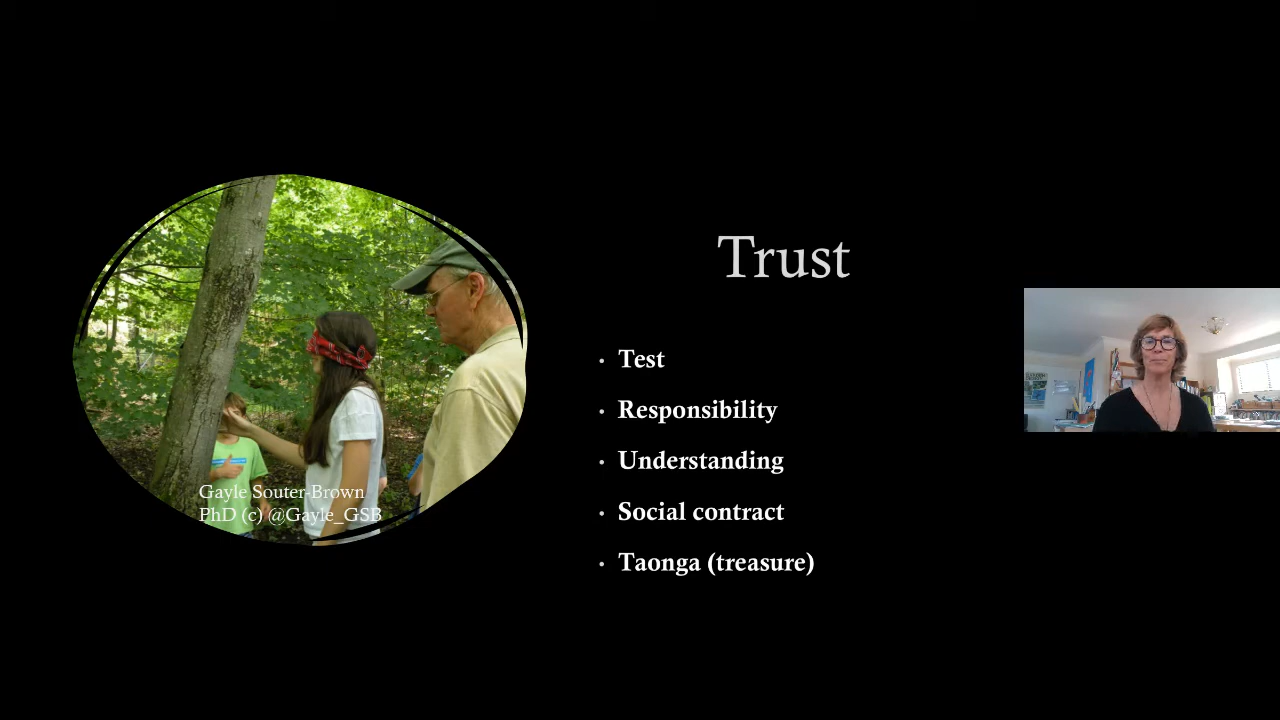 Trust
Gayle Souter-Brown
PhD (c) @Gayle_GSB
· Test
· Responsibility
· Understanding
· Social contract
· Taonga (treasure)